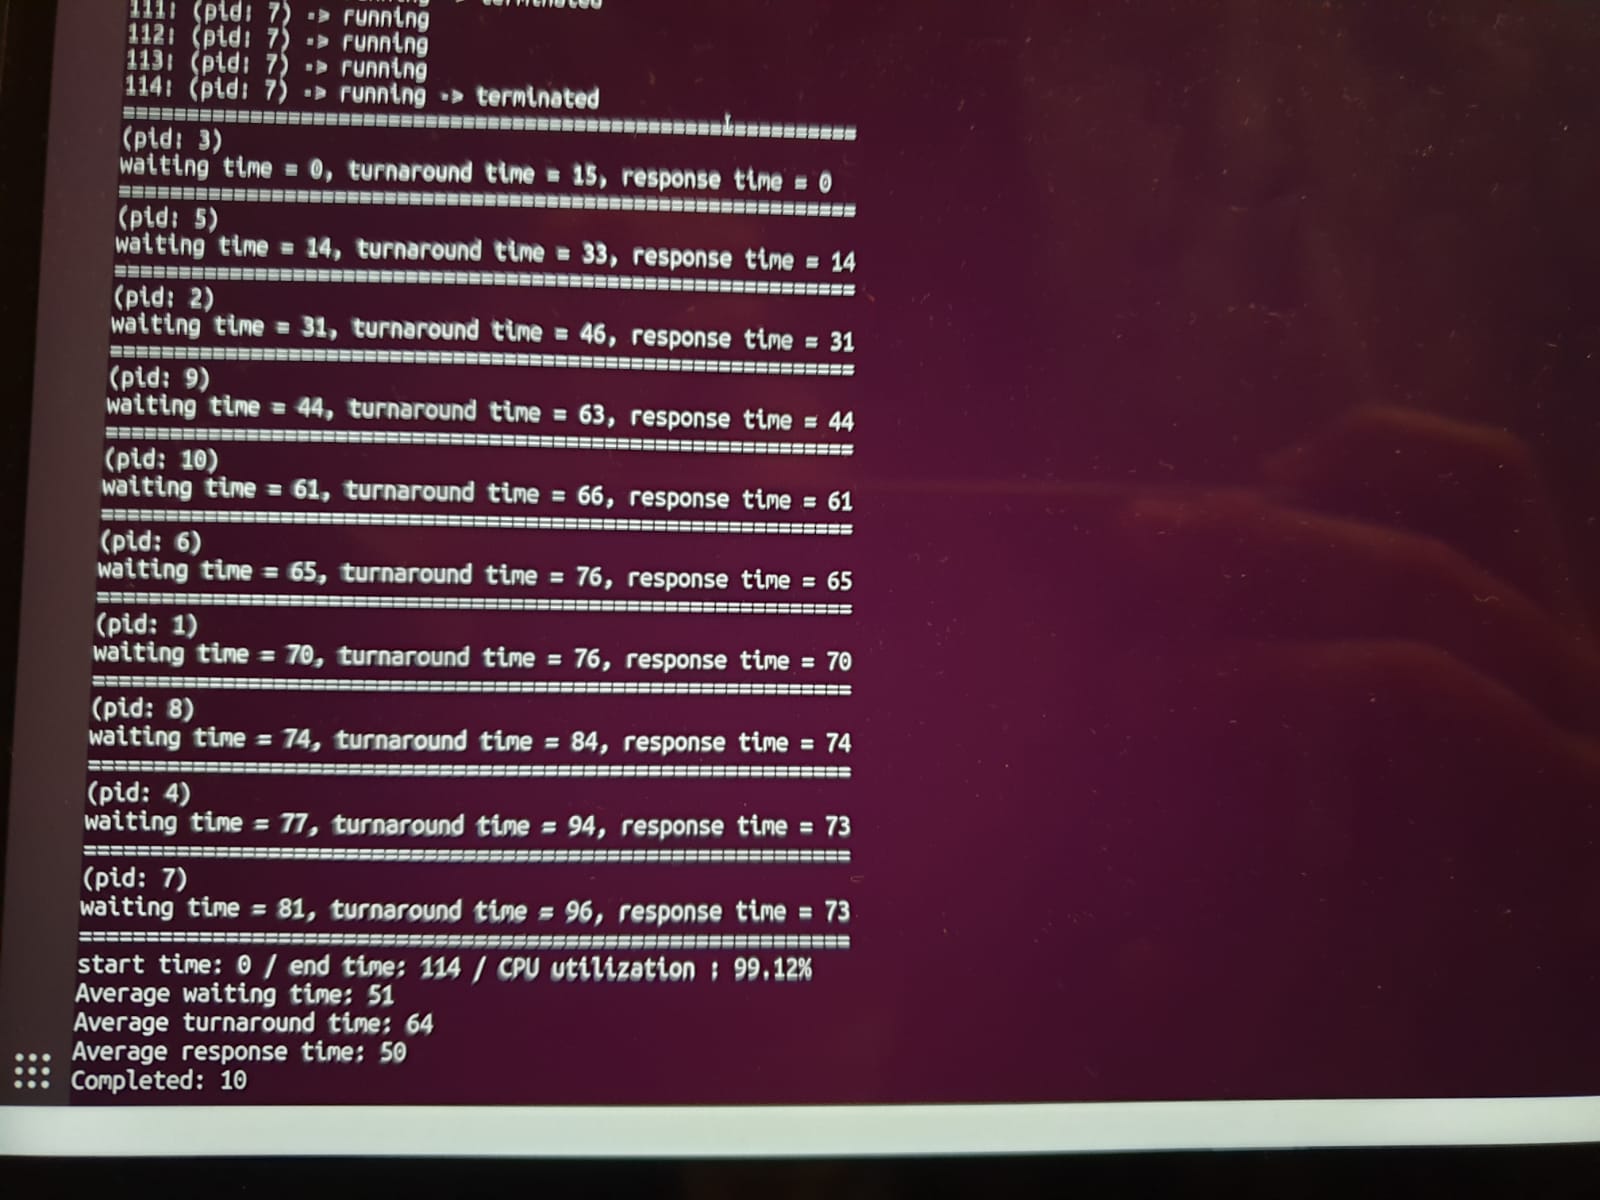 terminated
111: (pid: 7) -> running
112: (pid: 7) -> running
113: (pid: 7) -> running
114: (pid: 7) -> running -> terminated
============================================================
(pid: 3)
waiting time = 0, turnaround time = 15, response time = 0
============================================================
(pid: 5)
waiting time = 14, turnaround time = 33, response time = 14
============================================================
(pid: 2)
waiting time = 31, turnaround time = 46, response time = 31
============================================================
(pid: 9)
waiting time = 44, turnaround time = 63, response time = 44
============================================================
(pid: 10)
waiting time = 61, turnaround time = 66, response time = 61
============================================================
(pid: 6)
waiting time = 65, turnaround time = 76, response time = 65
============================================================
(pid: 1)
waiting time = 70, turnaround time = 76, response time = 70
============================================================
(pid: 8)
waiting time = 74, turnaround time = 84, response time = 74
============================================================
(pid: 4)
waiting time = 77, turnaround time = 94, response time = 73
============================================================
(pid: 7)
waiting time = 81, turnaround time = 96, response time = 73
============================================================
start time: 0 / end time: 114 / CPU utilization : 99.12%
Average waiting time: 51
Average turnaround time: 64
Average response time: 50
Completed: 10